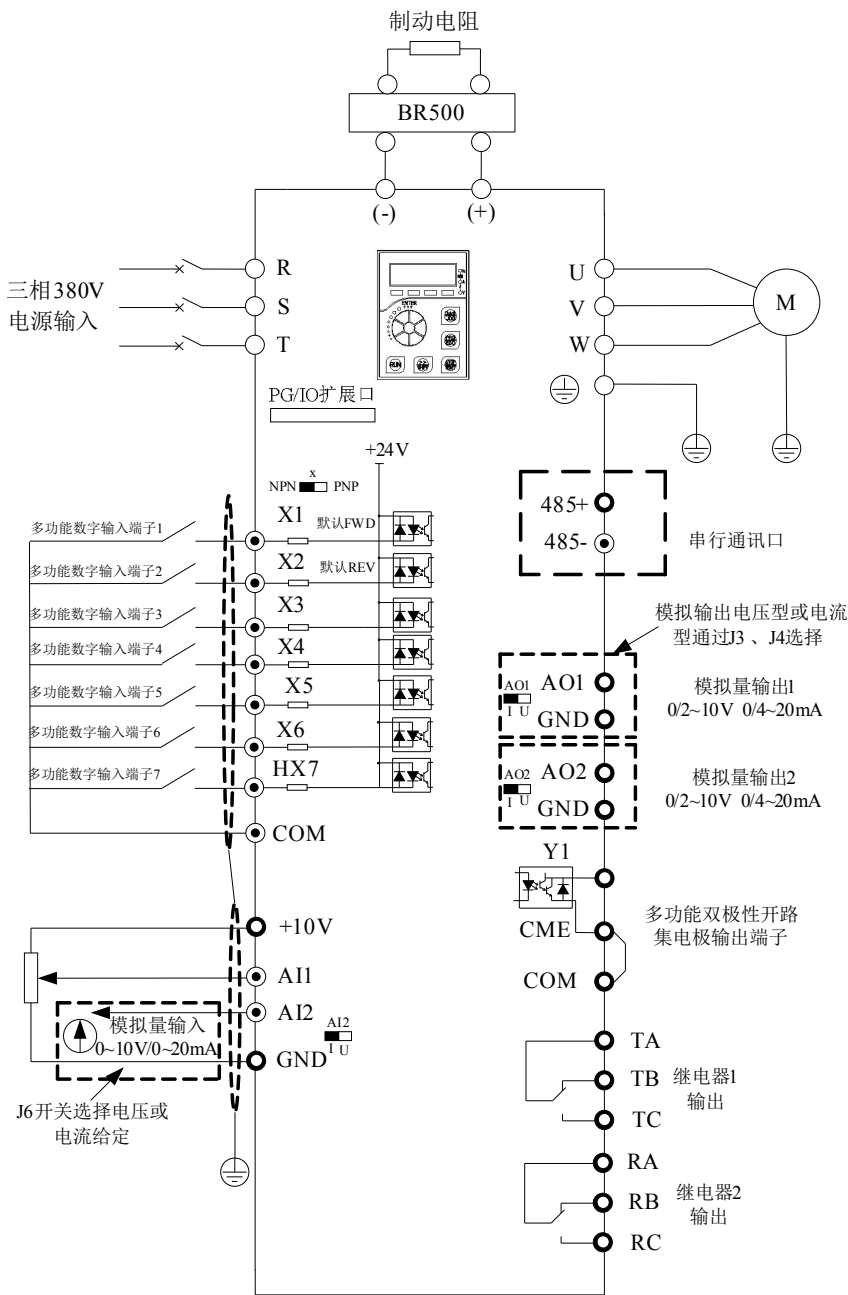 制动电阻
BR500
(-)
(+)
三相380V
电源输入
R
S
T
U
V
W
M
ENTER
RUN
PG/IO扩展口
+24V
X
NPN
PNP
多功能数字输入端子1
X1
默认FWD
多功能数字输入端子2
X2
默认REV
多功能数字输入端子3
X3
多功能数字输入端子4
X4
多功能数字输入端子5
X5
多功能数字输入端子6
X6
多功能数字输入端子7
HX7
COM
485+
485-
串行通讯口
模拟输出电压型或电流
型通过J3 、J4选择
AO1
I U
AO1
GND
模拟量输出1
0/2~10V 0/4~20mA
AO2
I U
AO2
GND
模拟量输出2
0/2~10V 0/4~20mA
Y1
CME
COM
多功能双极性开路
集电极输出端子
+10V
AI1
AI2
GND
AI2
I U
模拟量输入
0~10V/0~20mA
J6开关选择电压或
电流给定
TA
TB
TC
继电器1
输出
RA
RB
RC
继电器2
输出